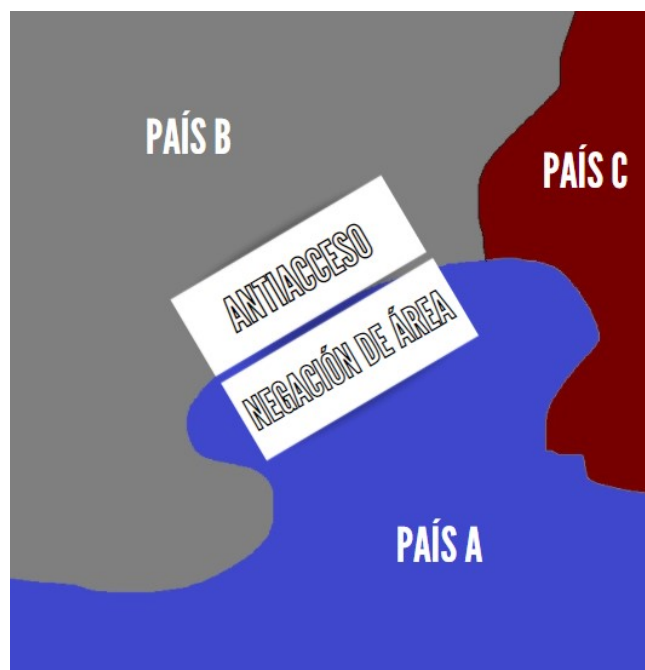 PAÍS B
PAÍS C
ANTIACCESO
NEGACIÓN DE ÁREA
PAÍS A